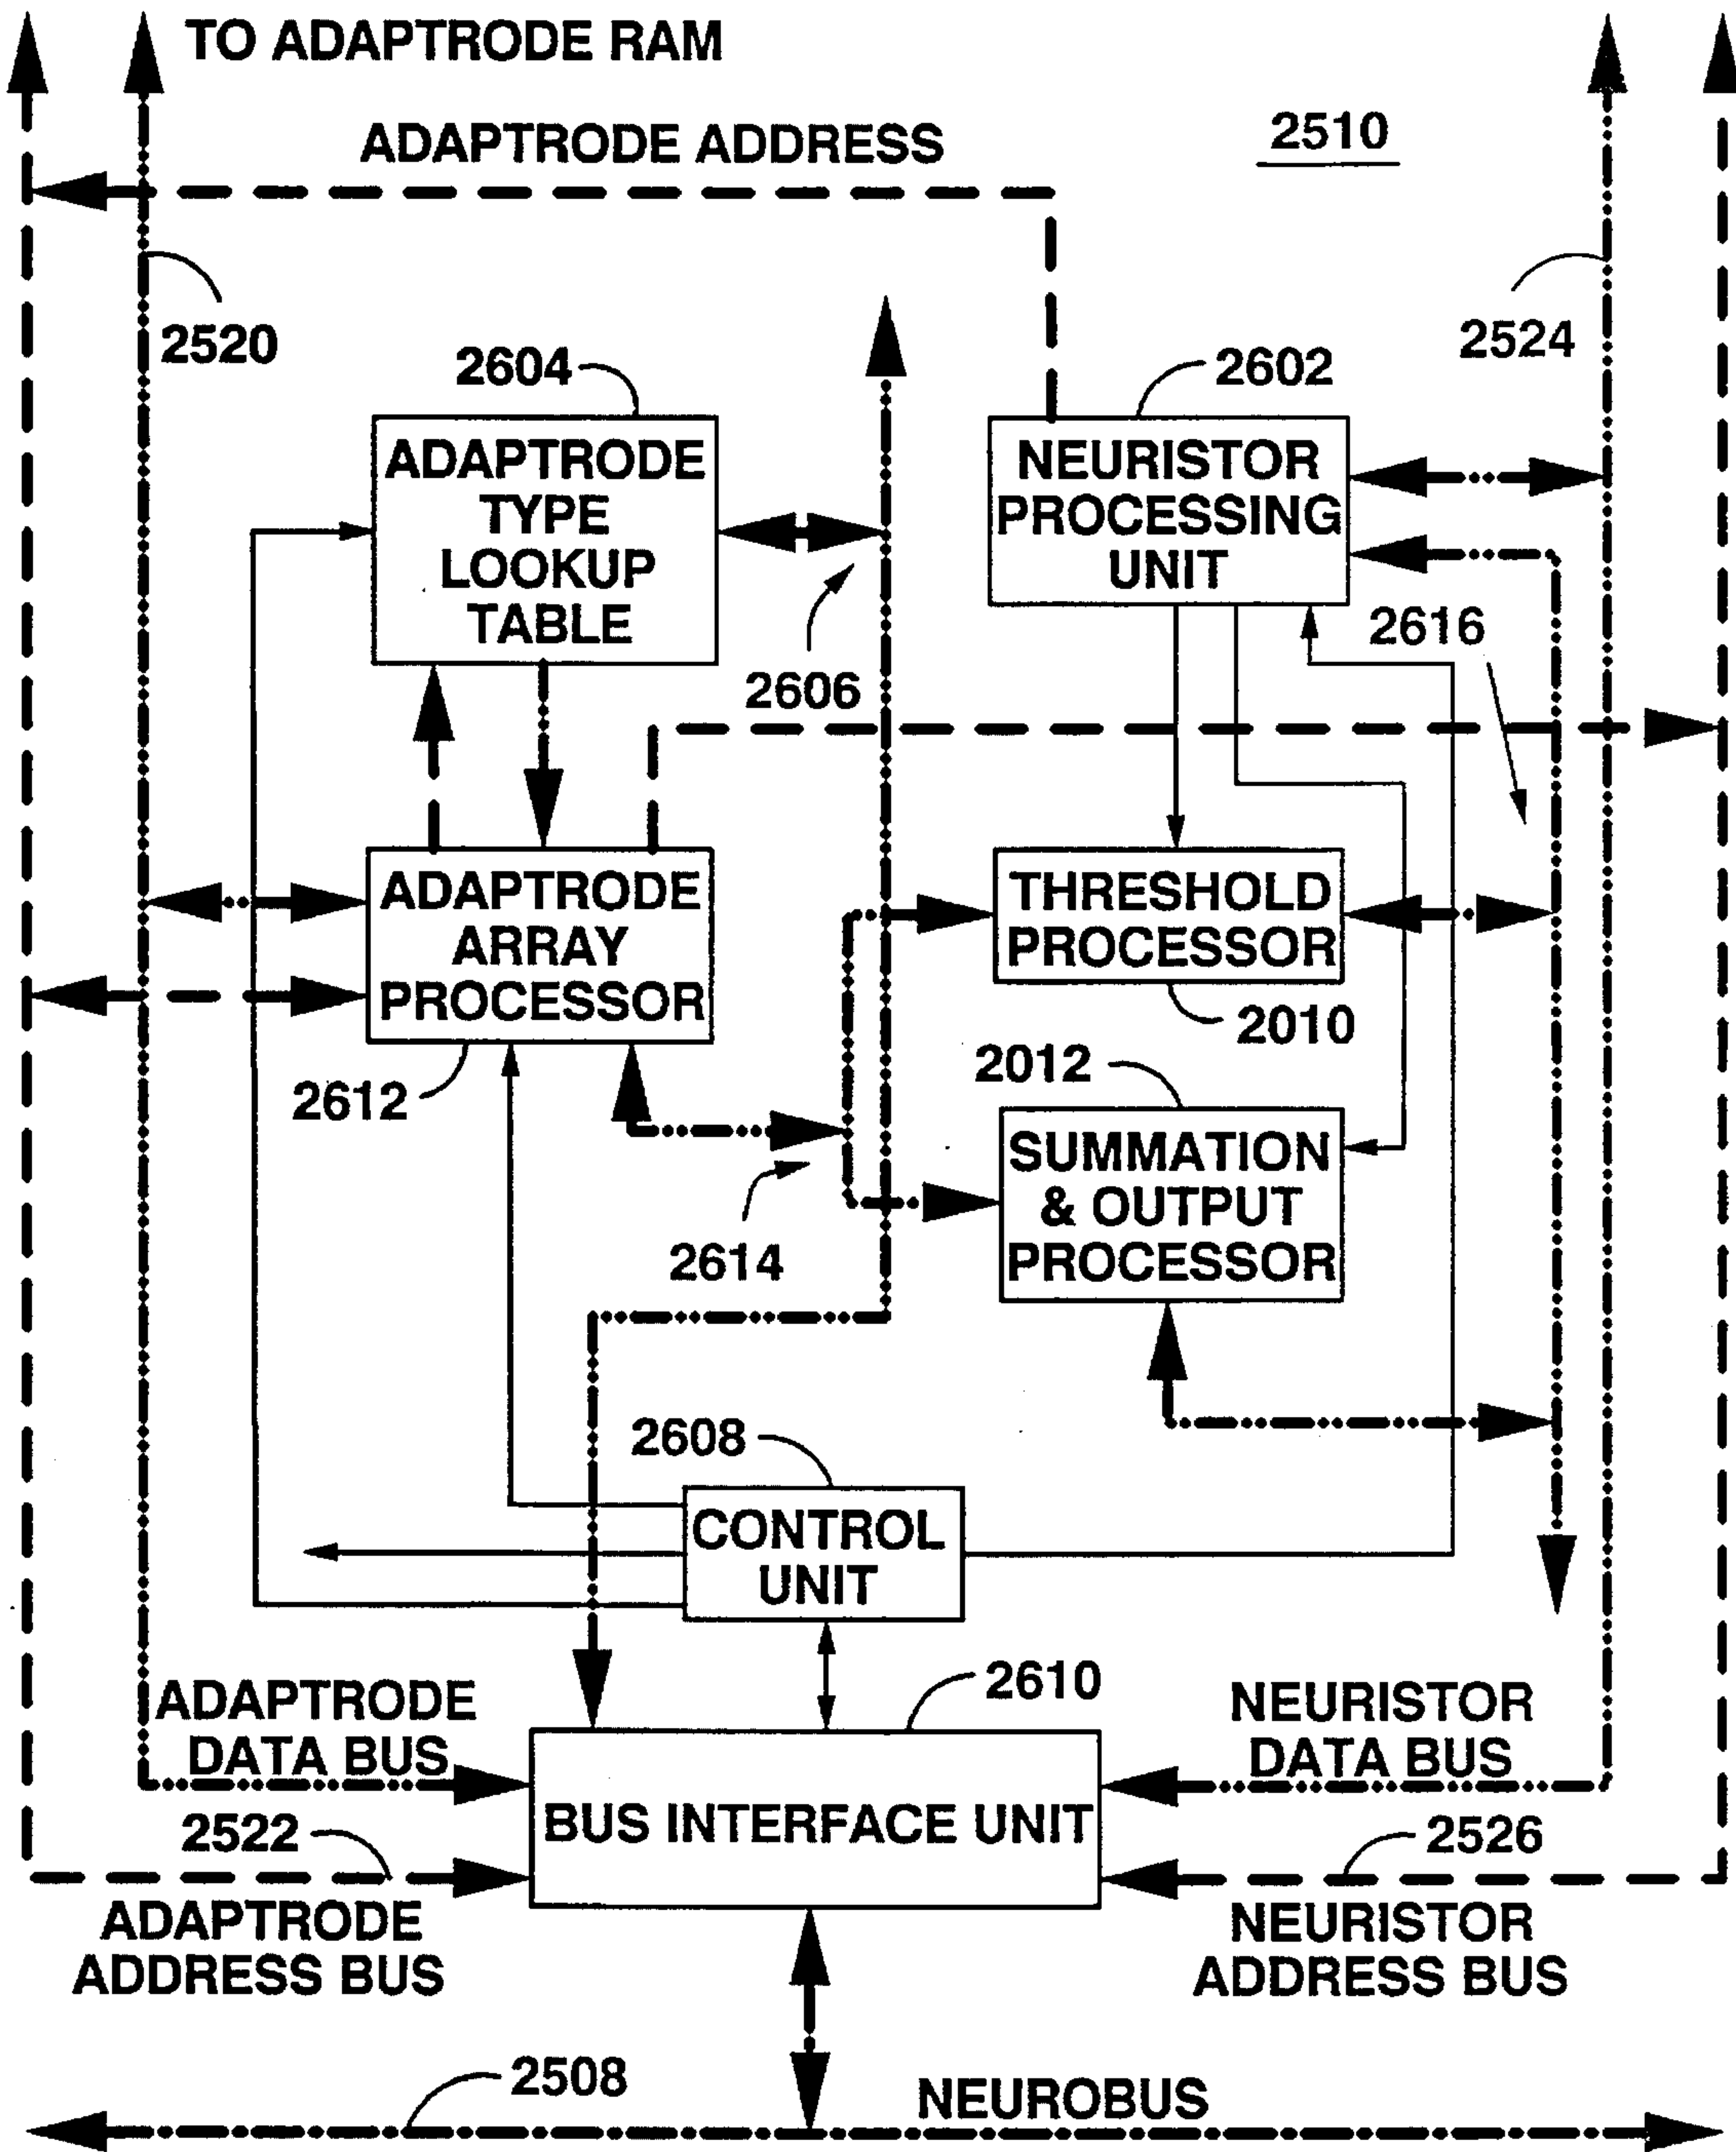 TO ADAPTRODE RAM
ADAPTRODE ADDRESS
2510
2520
2524
2604
2602
ADAPTRODE
TYPE
LOOKUP
TABLE
NEURISTOR
PROCESSING
UNIT
2606
2616
ADAPTRODE
ARRAY
PROCESSOR
THRESHOLD
PROCESSOR
2010
2612
2012
SUMMATION
& OUTPUT
PROCESSOR
2614
2608
CONTROL
UNIT
2610
ADAPTRODE
DATA BUS
NEURISTOR
DATA BUS
BUS INTERFACE UNIT
2522
2526
ADAPTRODE
ADDRESS BUS
NEURISTOR
ADDRESS BUS
2508
NEUROBUS